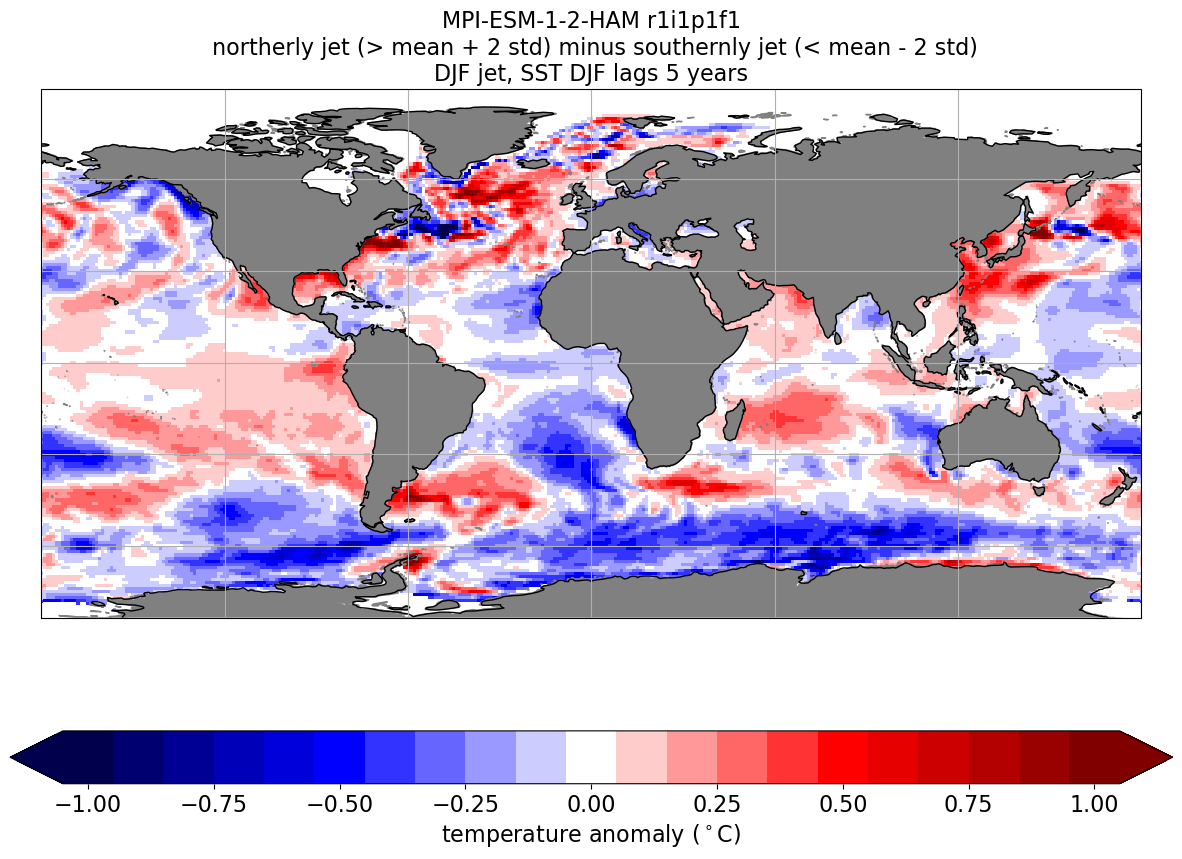 MPI-ESM-1-2-HAM r1i1p1f1
northerly jet (> mean + 2 std) minus southernly jet (< mean - 2 std)
DJF jet, SST DJF lags 5 years
−1.00 −0.75 −0.50 −0.25 0.00 0.25 0.50 0.75 1.00
temperature anomaly (°C)